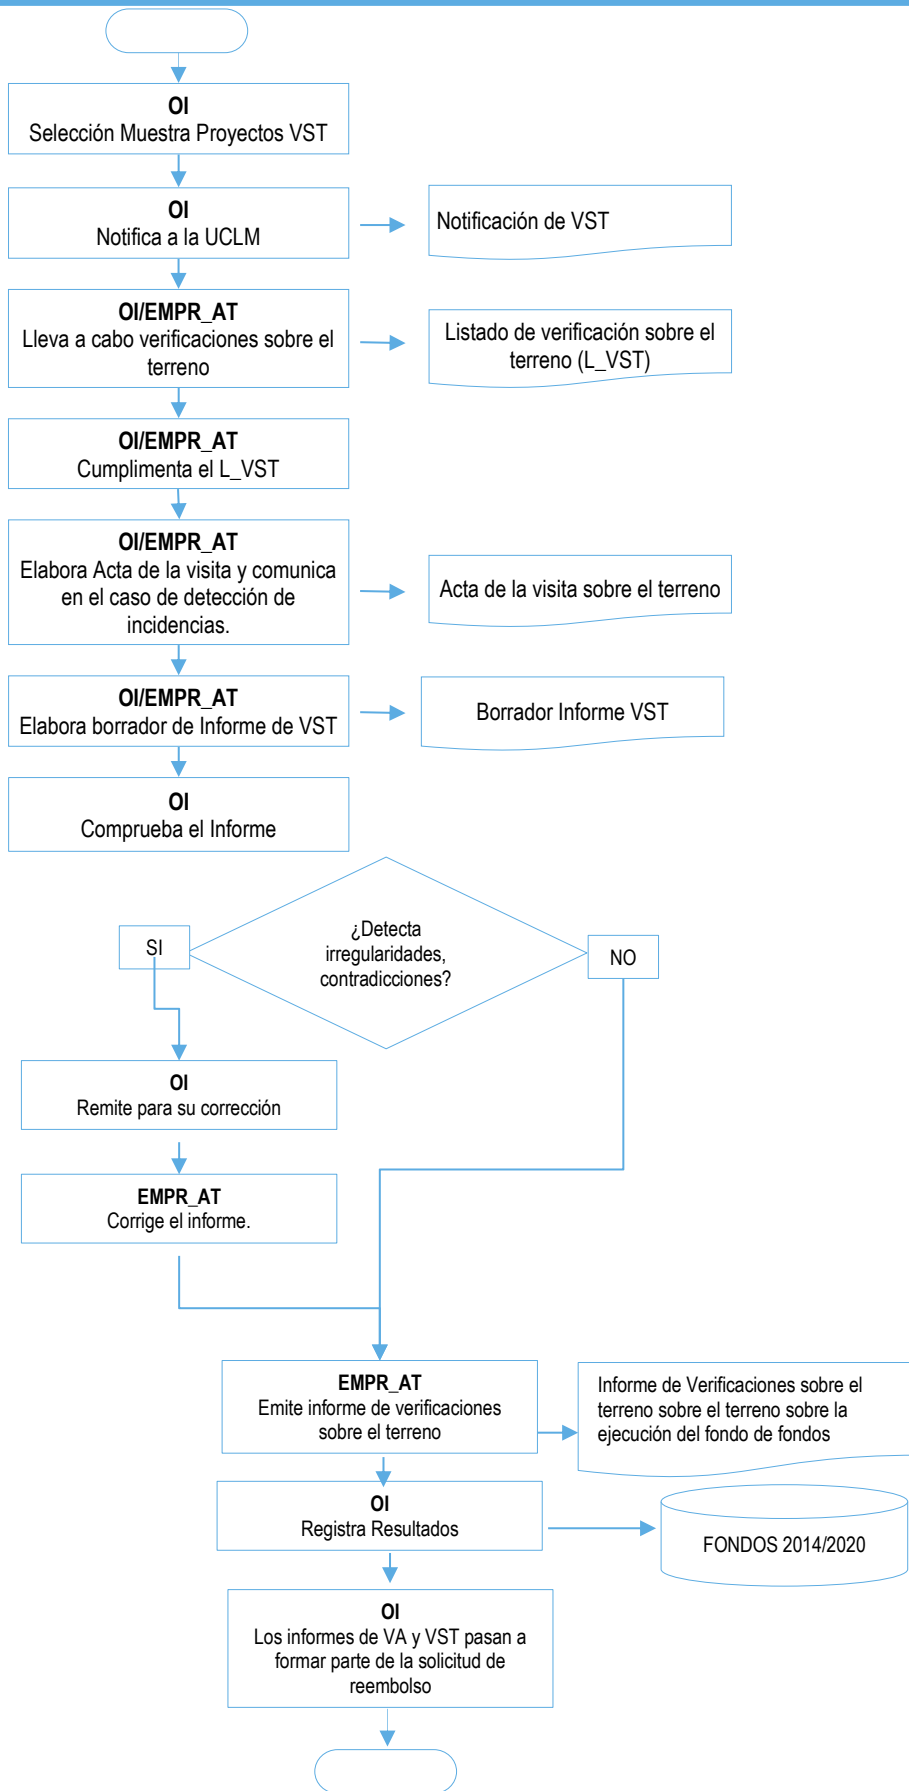 OI
Selección Muestra Proyectos VST
OI
Notifica a la UCLM
Notificación de VST
OI/EMPR_AT
Lleva a cabo verificaciones sobre el
terreno
Listado de verificación sobre el
terreno (L_VST)
OI/EMPR_AT
Cumplimenta el L_VST
OI/EMPR_AT
Elabora Acta de la visita y comunica
en el caso de detección de
incidencias.
Acta de la visita sobre el terreno
OI/EMPR_AT
Elabora borrador de Informe de VST
Borrador Informe VST
OI
Comprueba el Informe
¿Detecta
irregularidades,
contradicciones?
SI
NO
OI
Remite para su corrección
EMPR_AT
Corrige el informe.
EMPR_AT
Emite informe de verificaciones
sobre el terreno
Informe de Verificaciones sobre el
terreno sobre el terreno sobre la
ejecución del fondo de fondos
OI
Registra Resultados
FONDOS 2014/2020
OI
Los informes de VA y VST pasan a
formar parte de la solicitud de
reembolso